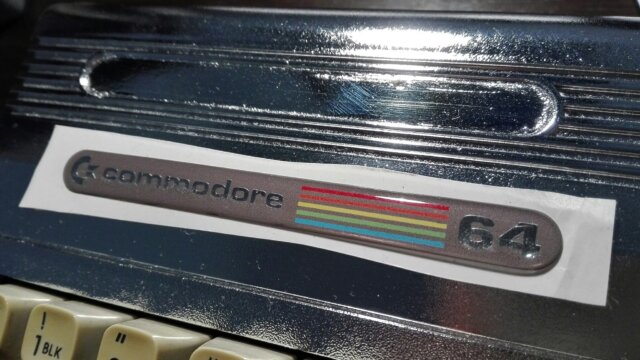 commodore 64
!
1 BLK
"